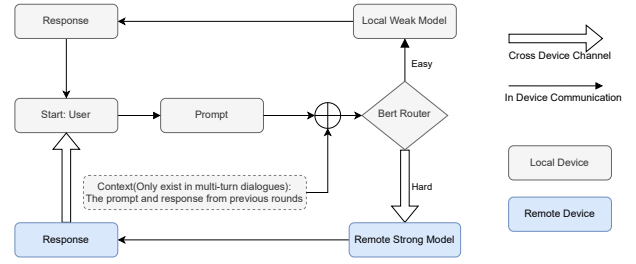 Response
Local Weak Model
Cross Device Channel
Easy
In Device Communication
Start: User
Prompt
Bert Router
Local Device
Context(Only exist in multi-turn dialogues):
The prompt and response from previous rounds
Hard
Remote Device
Response
Remote Strong Model